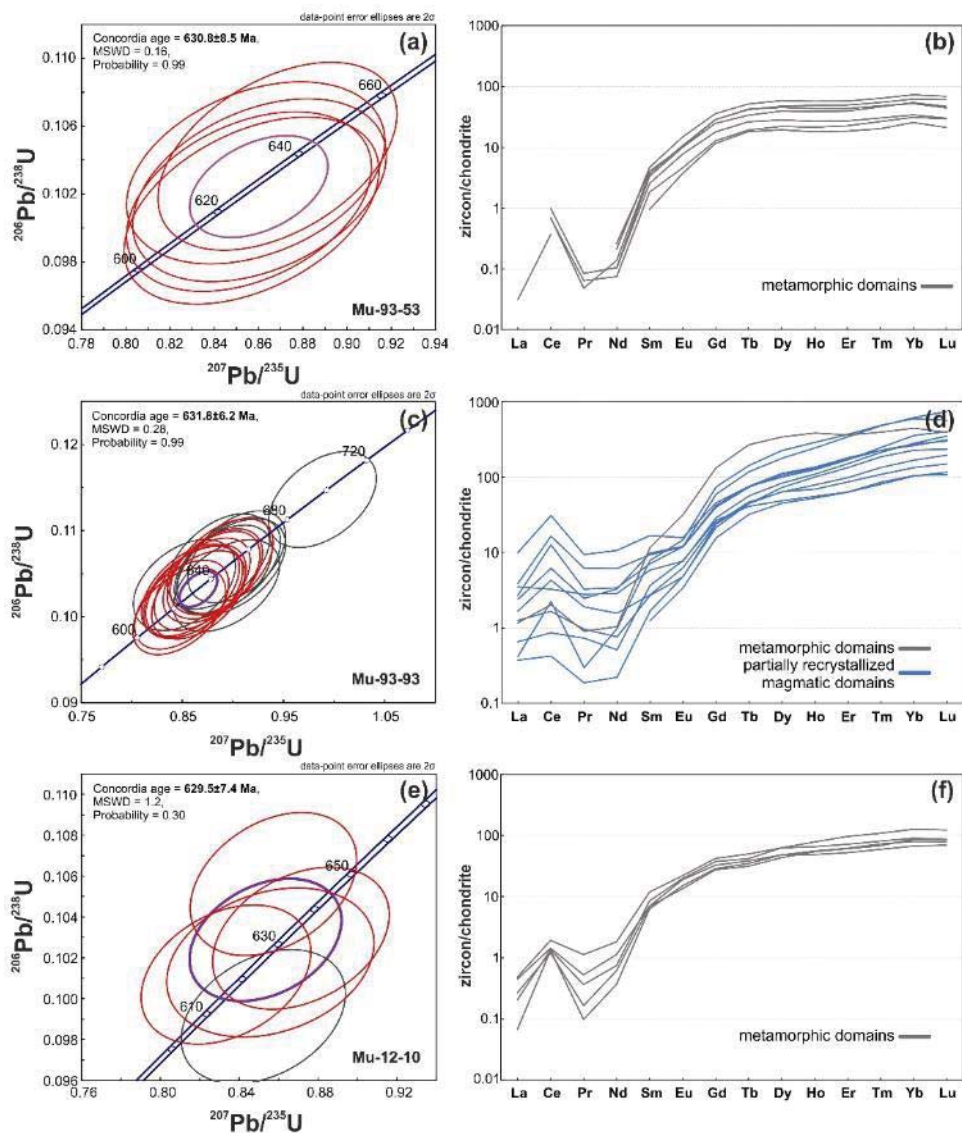 data-point error ellipses are 2σ
Concordia age = 630.8±8.5 Ma,
MSWD = 0.16,
Probability = 0.99
(a)
0.110
0.106
0.102
0.098
0.094
²⁰⁶Pb/²³⁸U
660
640
620
600
Mu-93-53
0.78 0.80 0.82 0.84 0.86 0.88 0.90 0.92 0.94
²⁰⁷Pb/²³⁵U
(b)
1000
100
10
1
0.1
0.01
zircon/chondrite
metamorphic domains
La Ce Pr Nd Sm Eu Gd Tb Dy Ho Er Tm Yb Lu
data-point error ellipses are 2σ
Concordia age = 631.8±6.2 Ma,
MSWD = 0.28,
Probability = 0.99
(c)
0.12
0.11
0.10
0.09
²⁰⁶Pb/²³⁸U
720
680
640
600
Mu-93-93
0.75 0.85 0.95 1.05
²⁰⁷Pb/²³⁵U
(d)
1000
100
10
1
0.1
zircon/chondrite
metamorphic domains
partially recrystallized
magmatic domains
La Ce Pr Nd Sm Eu Gd Tb Dy Ho Er Tm Yb Lu
data-point error ellipses are 2σ
Concordia age = 629.5±7.4 Ma,
MSWD = 1.2,
Probability = 0.30
(e)
0.110
0.108
0.106
0.104
0.102
0.100
0.098
0.096
²⁰⁶Pb/²³⁸U
650
630
610
Mu-12-10
0.76 0.80 0.84 0.88 0.92
²⁰⁷Pb/²³⁵U
(f)
1000
100
10
1
0.1
0.01
zircon/chondrite
metamorphic domains
La Ce Pr Nd Sm Eu Gd Tb Dy Ho Er Tm Yb Lu